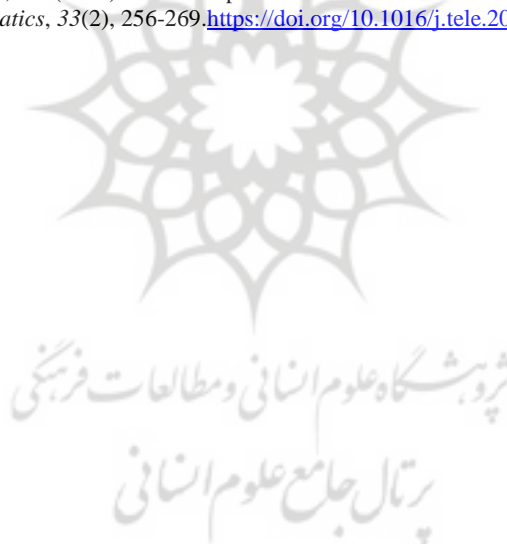 atics, 33(2), 256-269.https://doi.org/10.1016/j.tele.20
پژوهشگاه علوم انسانی و مطالعات فرهنگی
پرتال جامع علوم انسانی